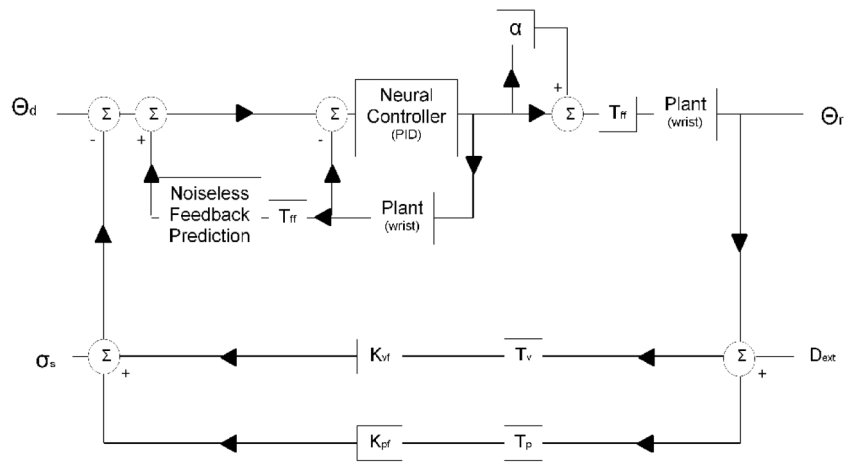 α
Θd
Σ
Σ
Σ
Neural
Controller
(PID)
Σ
Tff
Plant
(wrist)
Θr
-
+
-
+
Noiseless
Feedback
Prediction
Tff
Plant
(wrist)
σs
Σ
+
Kvf
Tv
Σ
+
Dext
Kpf
Tp